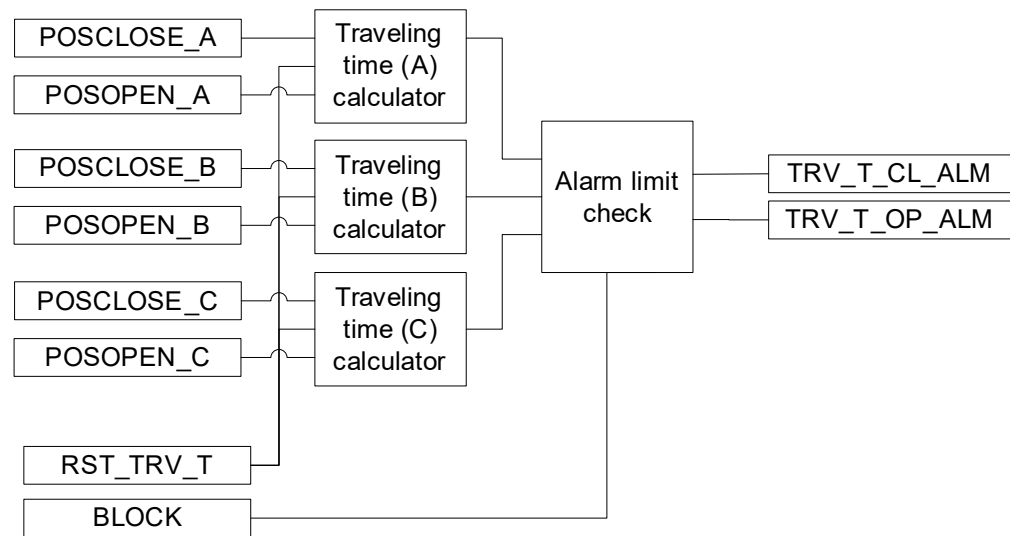 POSCLOSE_A
POSOPEN_A
Traveling
time (A)
calculator
POSCLOSE_B
POSOPEN_B
Traveling
time (B)
calculator
POSCLOSE_C
POSOPEN_C
Traveling
time (C)
calculator
Alarm limit
check
TRV_T_CL_ALM
TRV_T_OP_ALM
RST_TRV_T
BLOCK